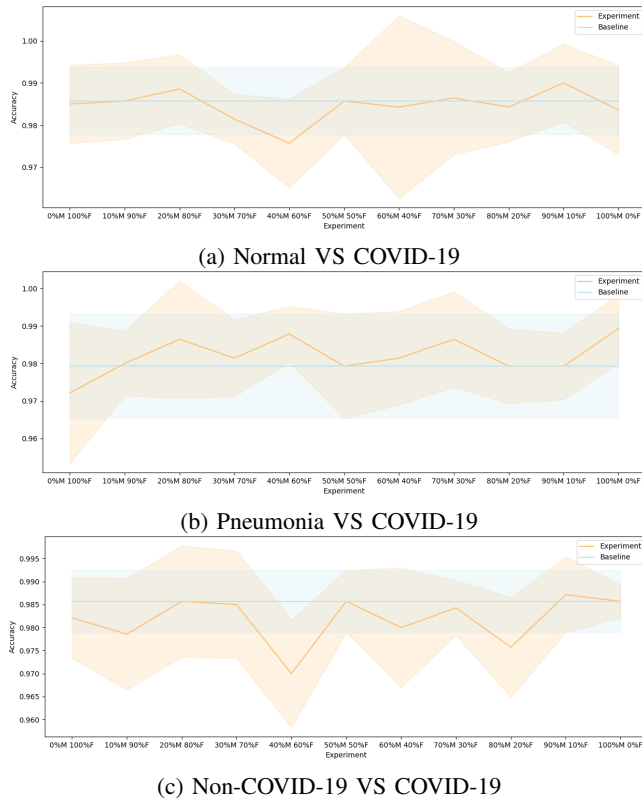 1.00
0.99
0.98
0.97
Accuracy
Experiment
Baseline
0%M 100%F 10%M 90%F 20%M 80%F 30%M 70%F 40%M 60%F 50%M 50%F 60%M 40%F 70%M 30%F 80%M 20%F 90%M 10%F 100%M 0%F
Experiment
(a) Normal VS COVID-19
1.00
0.99
0.98
0.97
0.96
Accuracy
Experiment
Baseline
0%M 100%F 10%M 90%F 20%M 80%F 30%M 70%F 40%M 60%F 50%M 50%F 60%M 40%F 70%M 30%F 80%M 20%F 90%M 10%F 100%M 0%F
Experiment
(b) Pneumonia VS COVID-19
0.995
0.990
0.985
0.980
0.975
0.970
0.965
0.960
Accuracy
Experiment
Baseline
0%M 100%F 10%M 90%F 20%M 80%F 30%M 70%F 40%M 60%F 50%M 50%F 60%M 40%F 70%M 30%F 80%M 20%F 90%M 10%F 100%M 0%F
Experiment
(c) Non-COVID-19 VS COVID-19